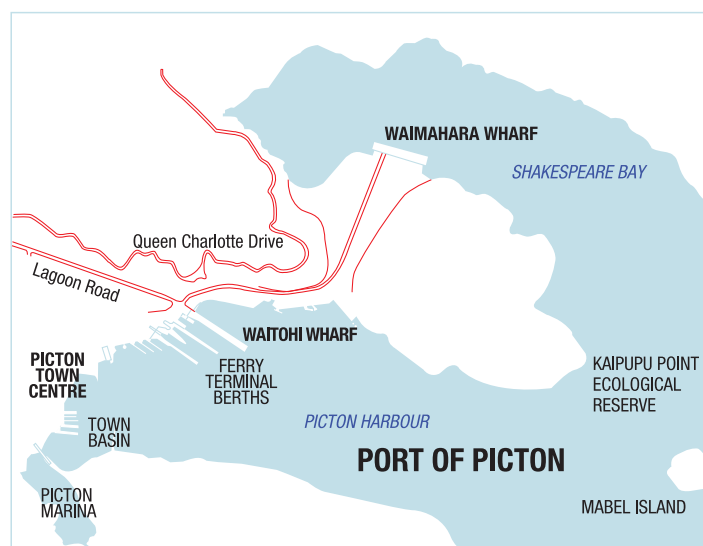 WAIMAHARA WHARF
SHAKESPEARE BAY
Queen Charlotte Drive
Lagoon Road
WAITOHI WHARF
PICTON
TOWN
CENTRE
FERRY
TERMINAL
BERTHS
KAIPUPU POINT
ECOLOGICAL
RESERVE
TOWN
BASIN
PICTON HARBOUR
PORT OF PICTON
PICTON
MARINA
MABEL ISLAND